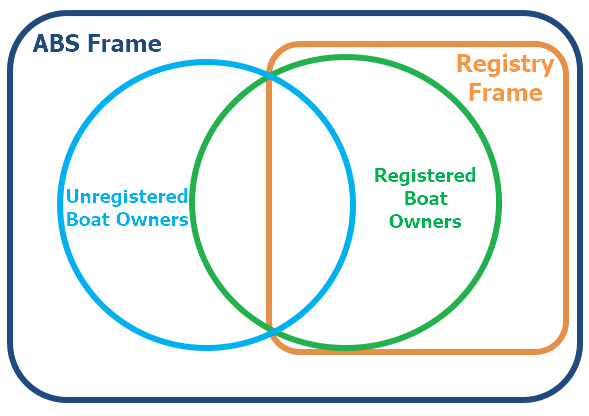 ABS Frame
Registry
Frame
Unregistered
Boat Owners
Registered
Boat
Owners